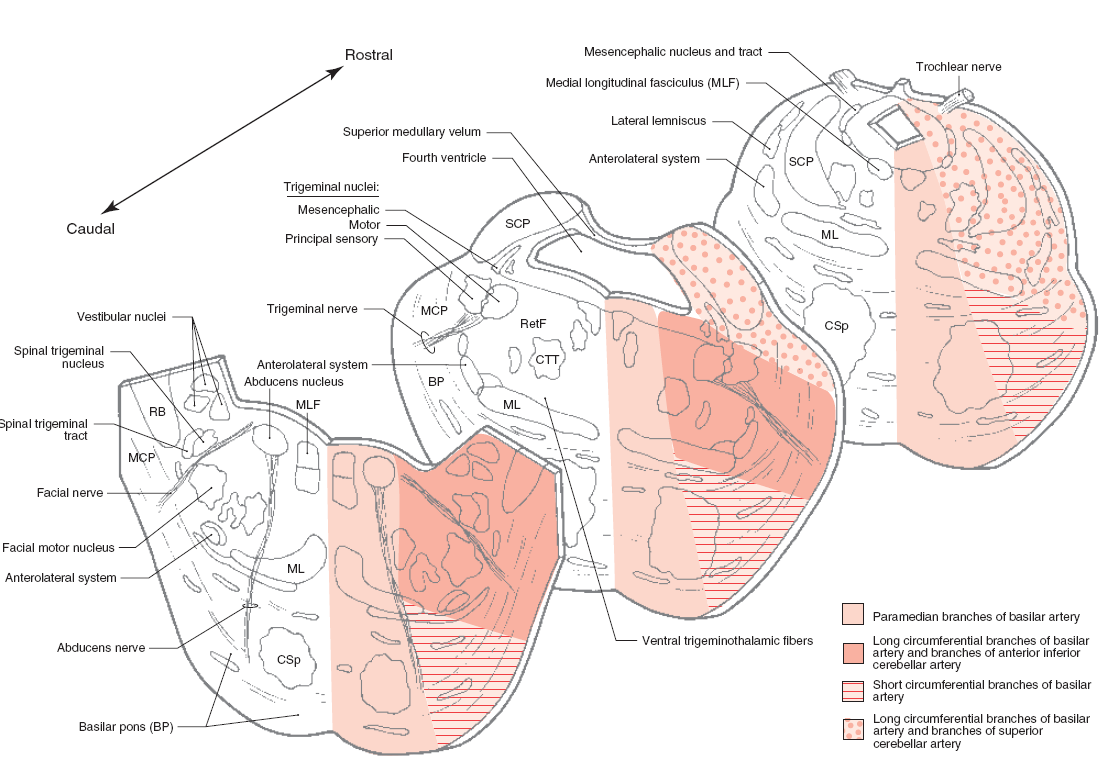 Rostral
Caudal
Mesencephalic nucleus and tract
Trochlear nerve
Medial longitudinal fasciculus (MLF)
Lateral lemniscus
Anterolateral system
SCP
ML
CSp
Superior medullary velum
Fourth ventricle
Trigeminal nuclei:
Mesencephalic
Motor
Principal sensory
SCP
MCP
Trigeminal nerve
RetF
CTT
Anterolateral system
BP
ML
Vestibular nuclei
Spinal trigeminal
nucleus
Abducens nucleus
MLF
RB
Spinal trigeminal
tract
MCP
Facial nerve
Facial motor nucleus
Anterolateral system
ML
Abducens nerve
CSp
Basilar pons (BP)
Ventral trigeminothalamic fibers
Paramedian branches of basilar artery
Long circumferential branches of basilar
artery and branches of anterior inferior
cerebellar artery
Short circumferential branches of basilar
artery
Long circumferential branches of basilar
artery and branches of superior
cerebellar artery